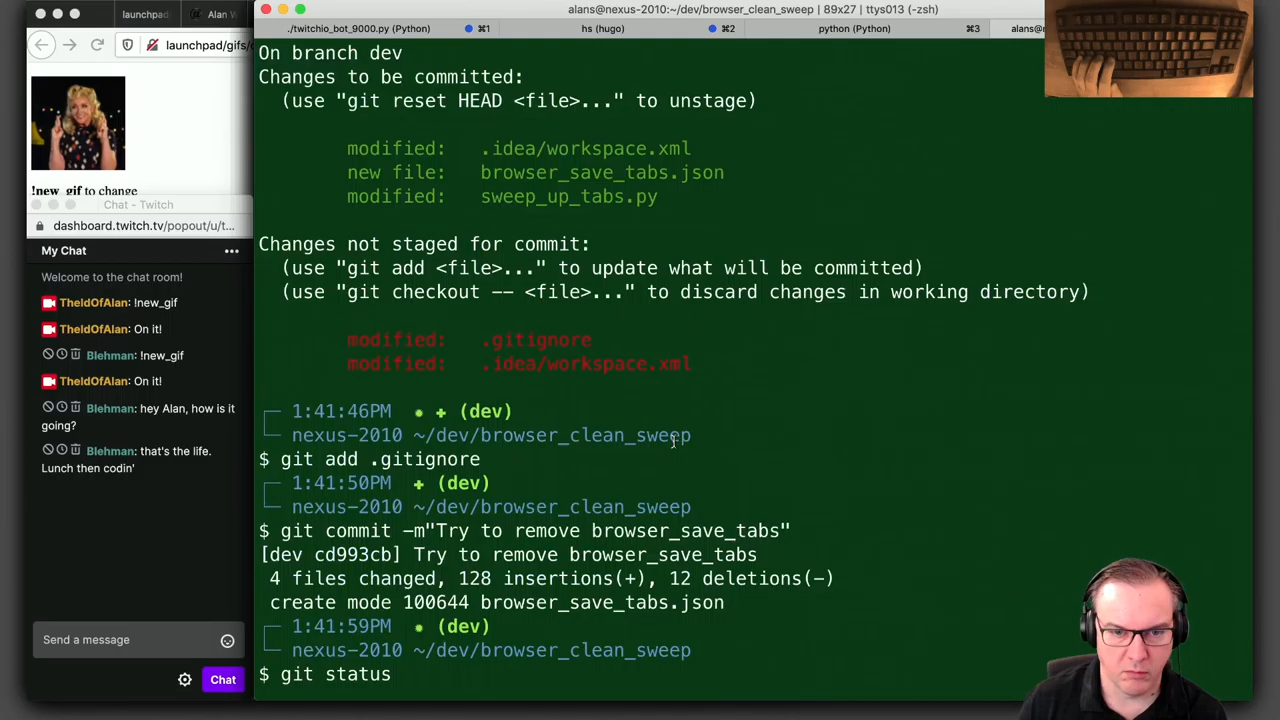 launchpad
Alan W
launchpad/gifs/
!new_gif to change
Chat - Twitch
dashboard.twitch.tv/popout/u/t...
My Chat
Welcome to the chat room!
TheIdOfAlan: !new_gif
TheIdOfAlan: On it!
Blehman: !new_gif
TheIdOfAlan: On it!
Blehman: hey Alan, how is it
going?
Blehman: that's the life.
Lunch then codin'
Send a message
Chat
alans@nexus-2010:~/dev/browser_clean_sweep | 89x27 | ttys013 (-zsh)
./twitchio_bot_9000.py (Python) ⌘1
hs (hugo) ⌘2
python (Python) ⌘3
On branch dev
Changes to be committed:
(use "git reset HEAD <file>..." to unstage)
modified: .idea/workspace.xml
new file: browser_save_tabs.json
modified: sweep_up_tabs.py
Changes not staged for commit:
(use "git add <file>..." to update what will be committed)
(use "git checkout -- <file>..." to discard changes in working directory)
modified: .gitignore
modified: .idea/workspace.xml
1:41:46PM ● ✚ (dev)
nexus-2010 ~/dev/browser_clean_sweep
$ git add .gitignore
1:41:50PM ✚ (dev)
nexus-2010 ~/dev/browser_clean_sweep
$ git commit -m"Try to remove browser_save_tabs"
[dev cd993cb] Try to remove browser_save_tabs
4 files changed, 128 insertions(+), 12 deletions(-)
create mode 100644 browser_save_tabs.json
1:41:59PM ● (dev)
nexus-2010 ~/dev/browser_clean_sweep
$ git status